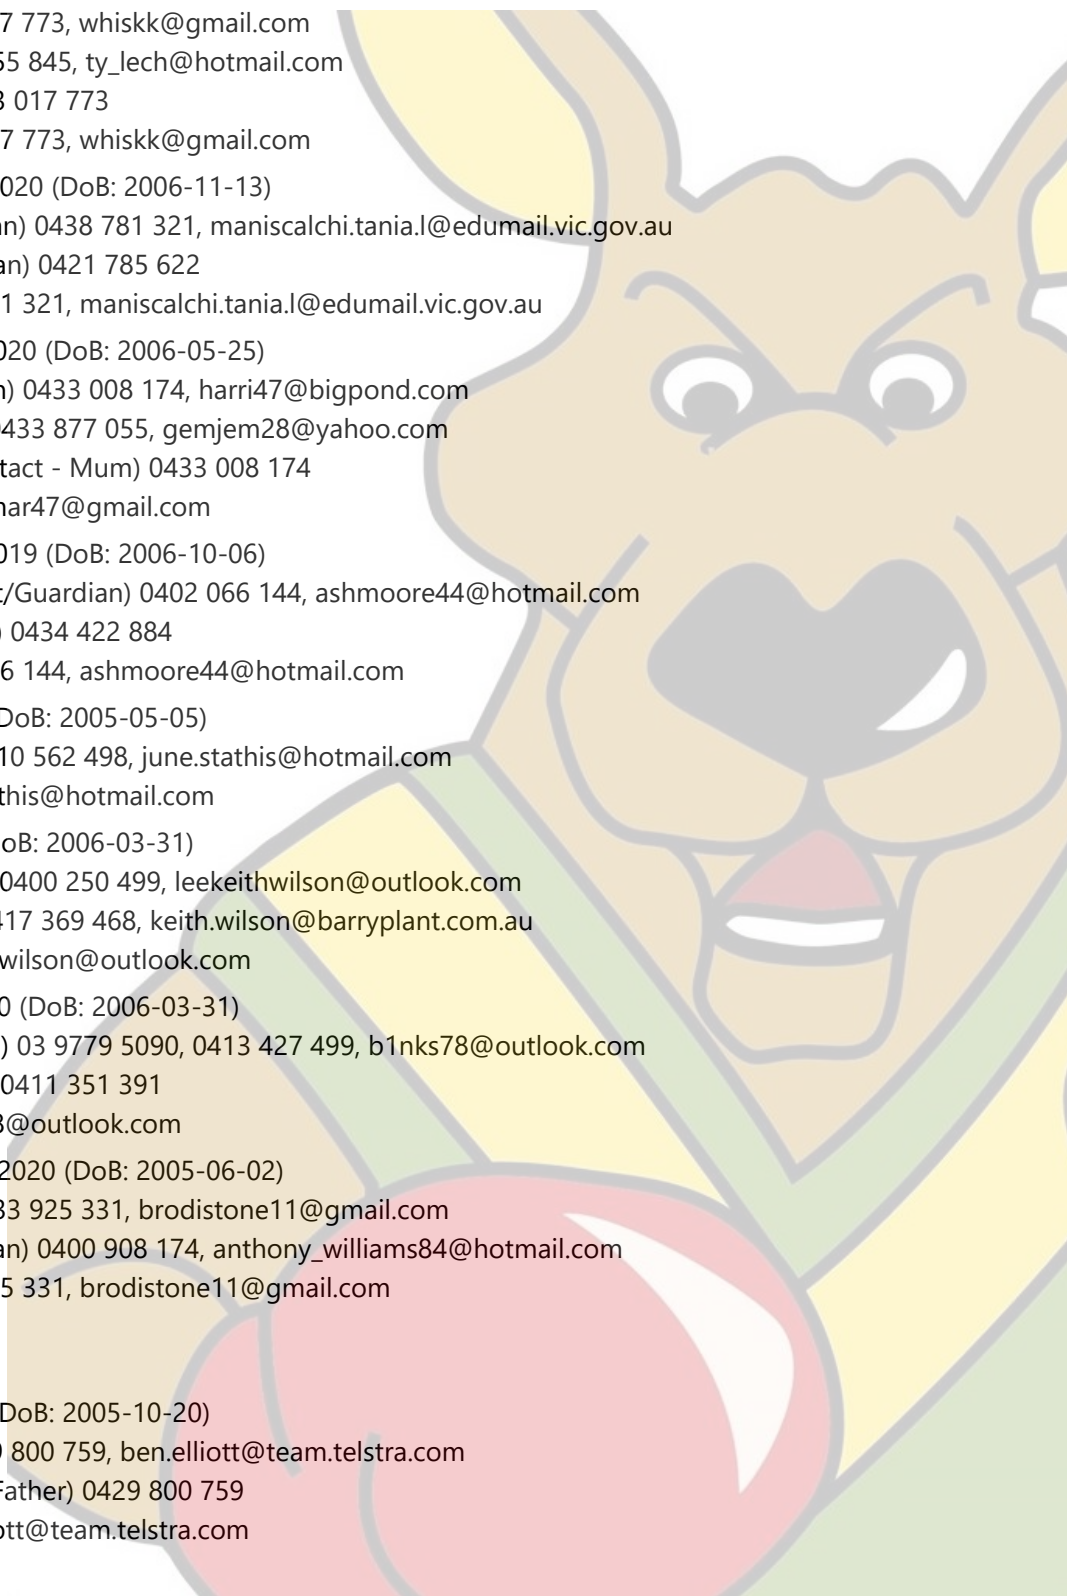 7 773, whiskk@gmail.com
55 845, ty_lech@hotmail.com
3 017 773
7 773, whiskk@gmail.com
020 (DoB: 2006-11-13)
an) 0438 781 321, maniscalchi.tania.l@edumail.vic.gov.au
an) 0421 785 622
1 321, maniscalchi.tania.l@edumail.vic.gov.au
020 (DoB: 2006-05-25)
n) 0433 008 174, harri47@bigpond.com
0433 877 055, gemjem28@yahoo.com
tact - Mum) 0433 008 174
har47@gmail.com
019 (DoB: 2006-10-06)
t/Guardian) 0402 066 144, ashmoore44@hotmail.com
) 0434 422 884
6 144, ashmoore44@hotmail.com
DoB: 2005-05-05)
10 562 498, june.stathis@hotmail.com
this@hotmail.com
oB: 2006-03-31)
0400 250 499, leekeithwilson@outlook.com
417 369 468, keith.wilson@barryplant.com.au
wilson@outlook.com
0 (DoB: 2006-03-31)
) 03 9779 5090, 0413 427 499, b1nks78@outlook.com
0411 351 391
8@outlook.com
2020 (DoB: 2005-06-02)
33 925 331, brodistone11@gmail.com
an) 0400 908 174, anthony_williams84@hotmail.com
5 331, brodistone11@gmail.com
DoB: 2005-10-20)
9 800 759, ben.elliott@team.telstra.com
Father) 0429 800 759
ott@team.telstra.com